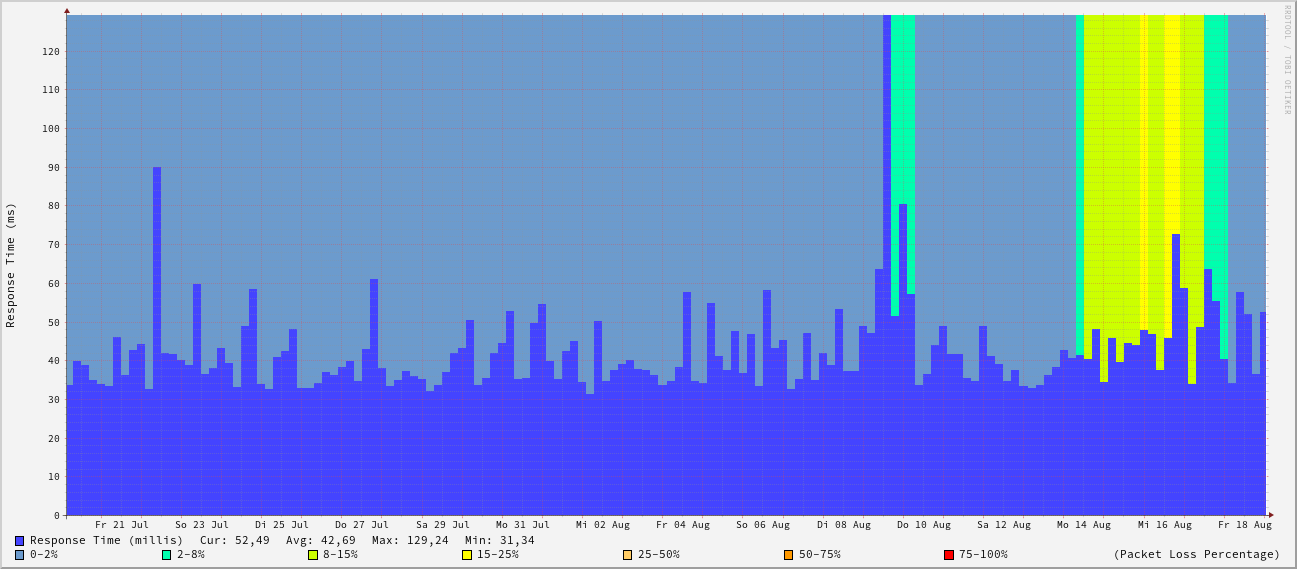 RRDTOOL / TOBI OETIKER
Response Time (ms)
120
110
100
90
80
70
60
50
40
30
20
10
0
Fr 21 Jul So 23 Jul Di 25 Jul Do 27 Jul Sa 29 Jul Mo 31 Jul Mi 02 Aug Fr 04 Aug So 06 Aug Di 08 Aug Do 10 Aug Sa 12 Aug Mo 14 Aug Mi 16 Aug Fr 18 Aug
Response Time (millis) Cur: 52,49 Avg: 42,69 Max: 129,24 Min: 31,34
0-2% 2-8% 8-15% 15-25% 25-50% 50-75% 75-100% (Packet Loss Percentage)